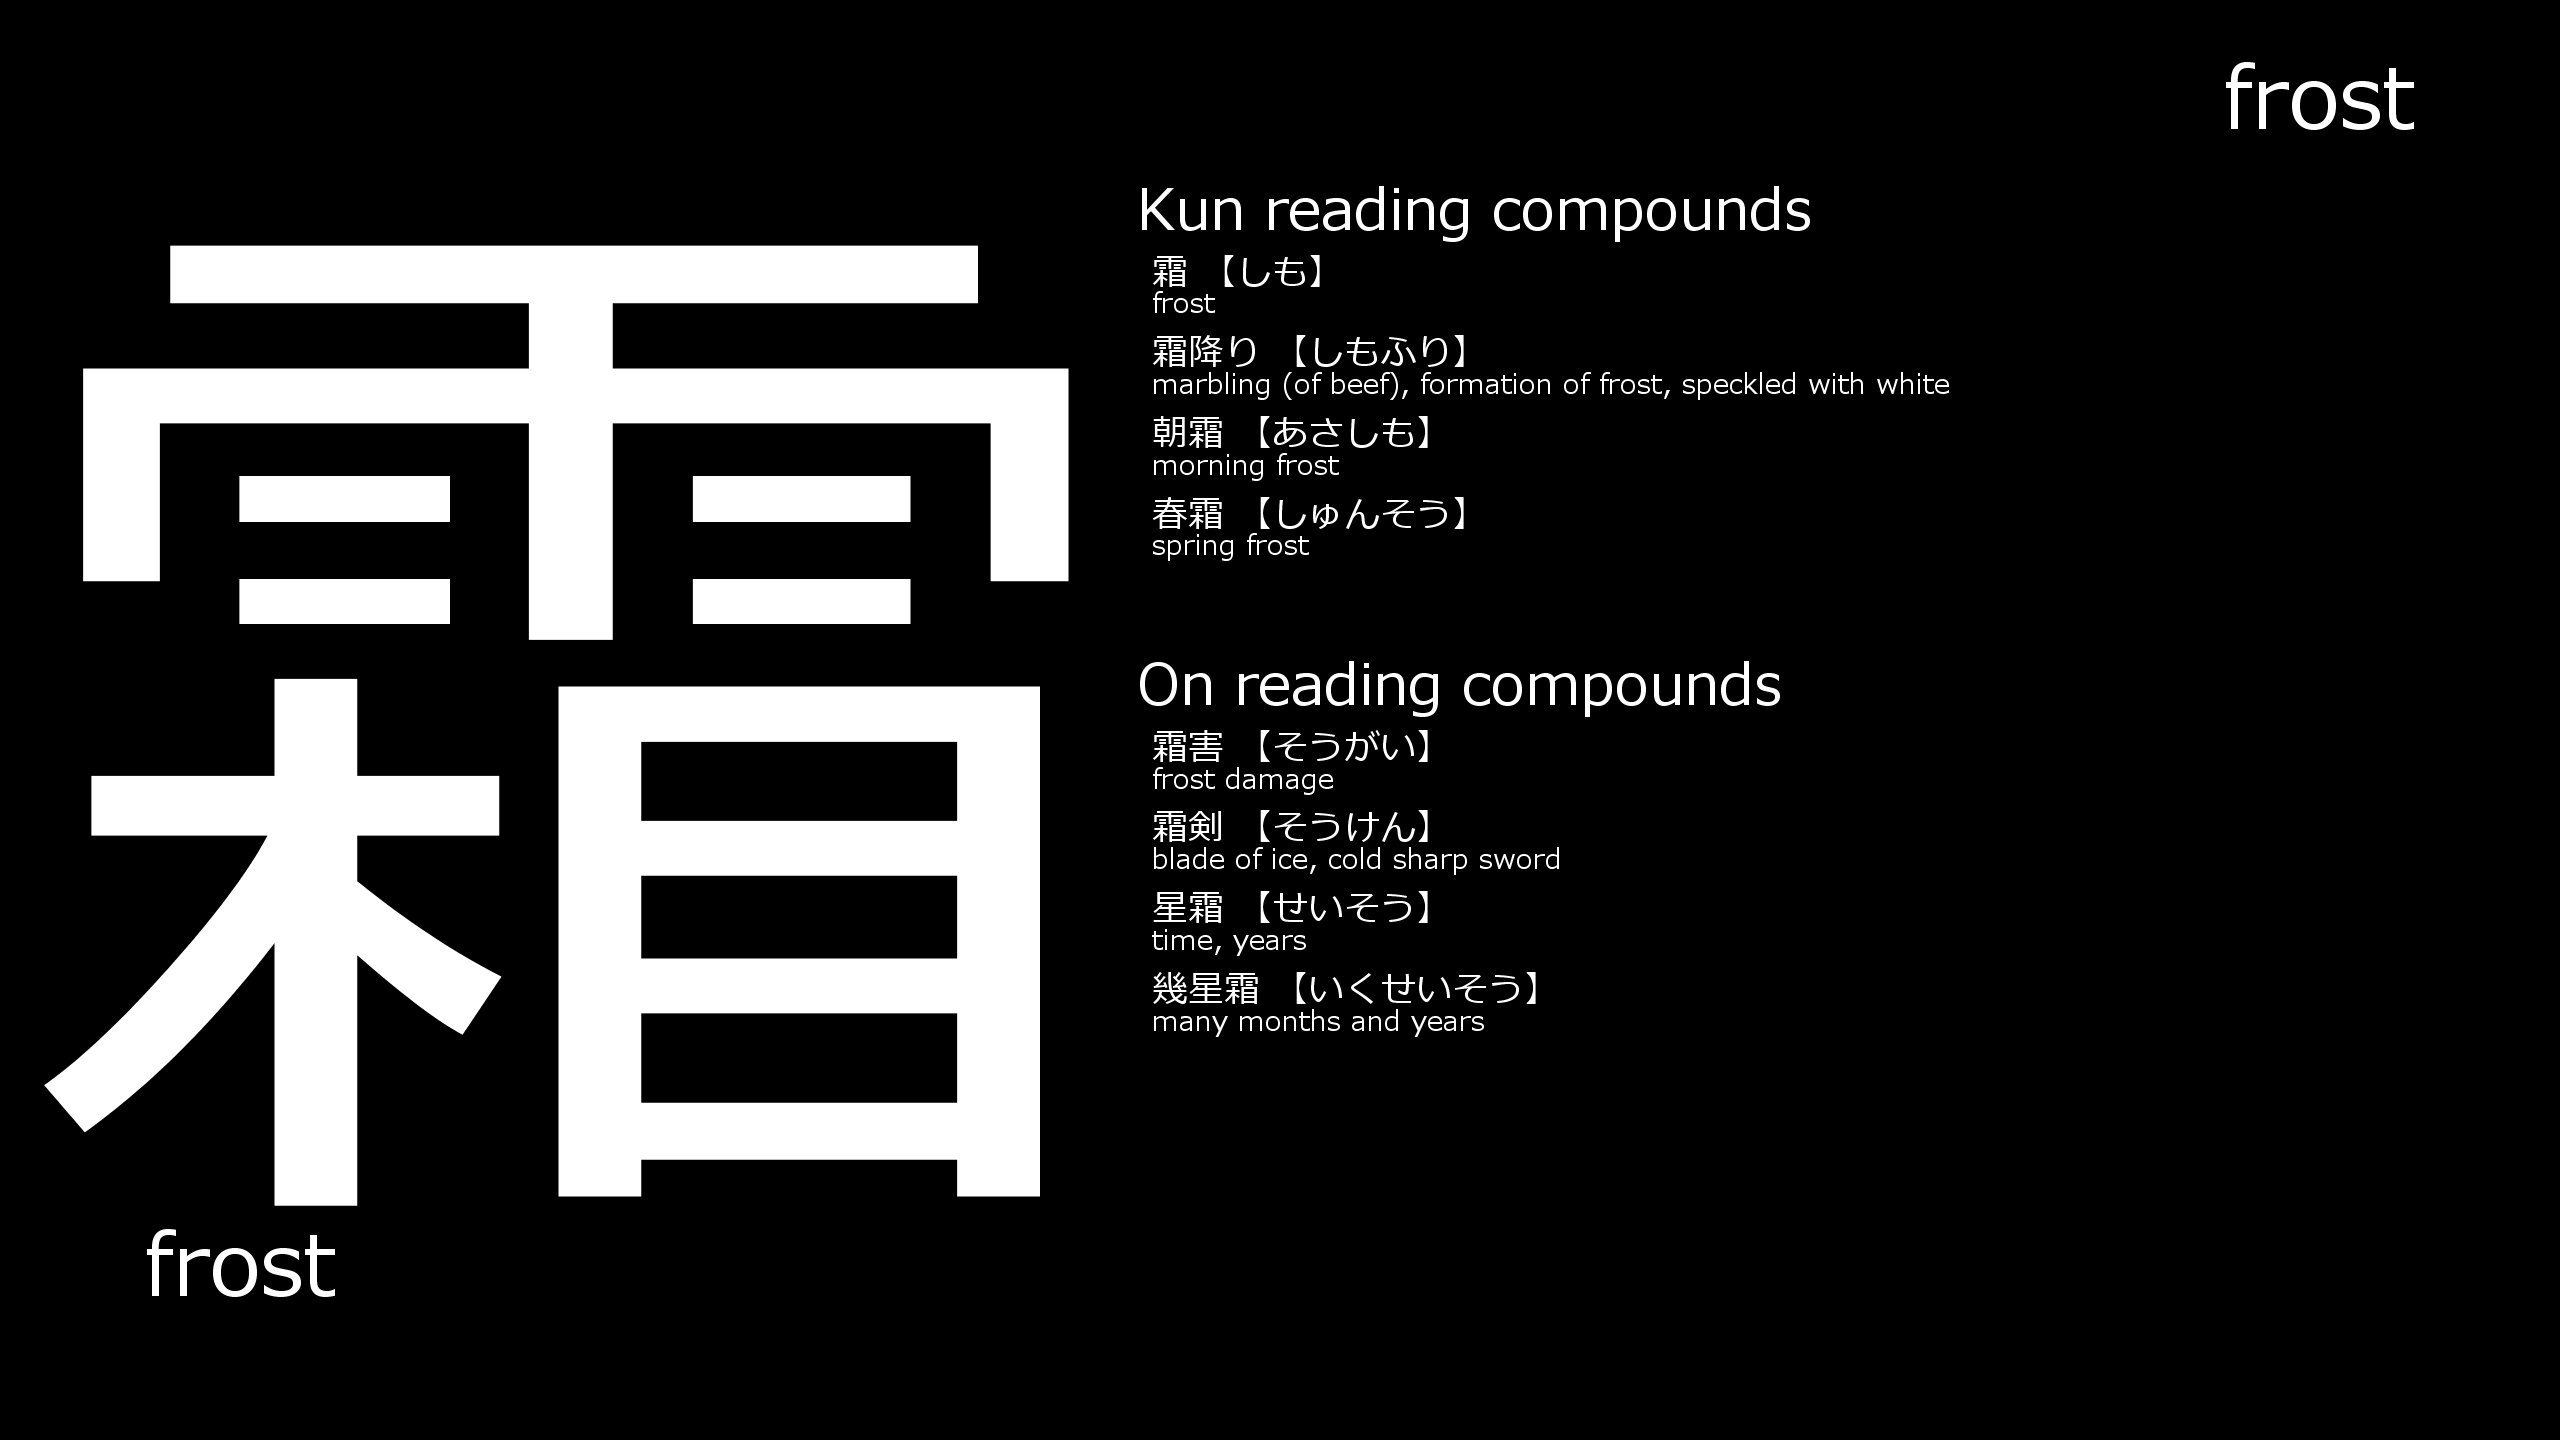 frost
霜
frost
Kun reading compounds
霜 【しも】
frost
霜降り 【しもふり】
marbling (of beef), formation of frost, speckled with white
朝霜 【あさしも】
morning frost
春霜 【しゅんそう】
spring frost
On reading compounds
霜害 【そうがい】
frost damage
霜剣 【そうけん】
blade of ice, cold sharp sword
星霜 【せいそう】
time, years
幾星霜 【いくせいそう】
many months and years